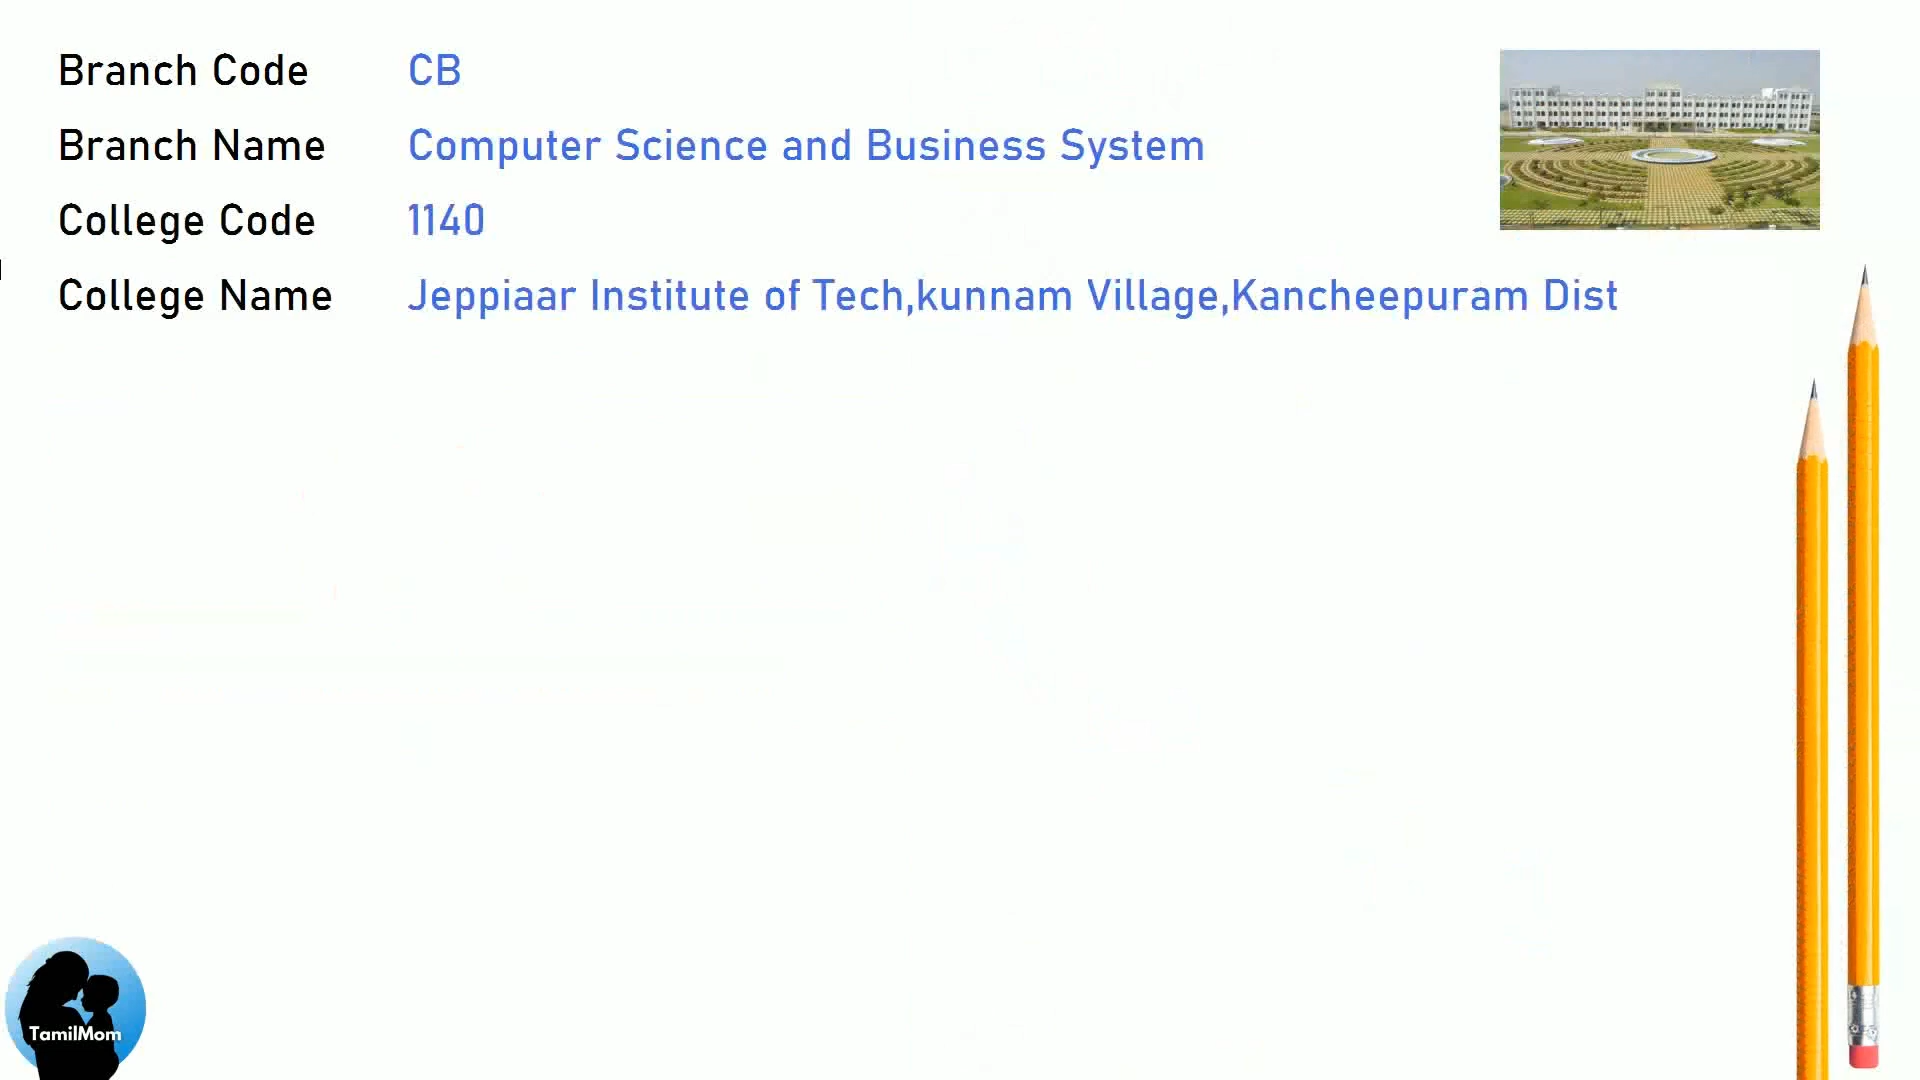 Branch Code CB
Branch Name Computer Science and Business System
College Code 1140
College Name Jeppiaar Institute of Tech,kunnam Village,Kancheepuram Dist
TamilMom